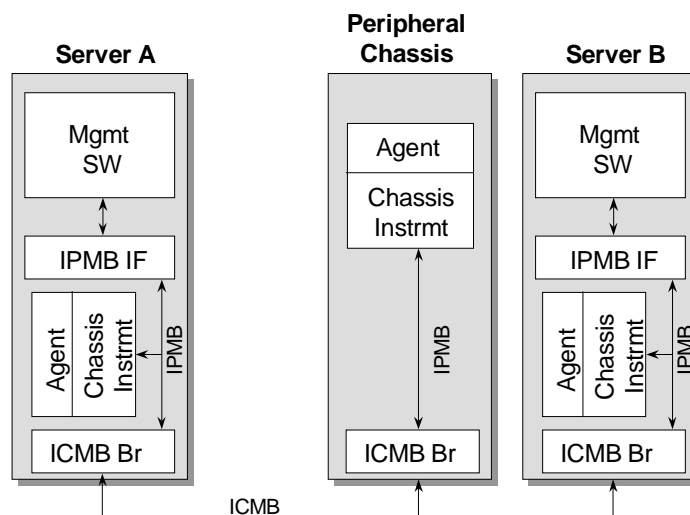 Server A
Mgmt
SW
IPMB IF
Agent
Chassis
Instrmt
IPMB
ICMB Br
Peripheral
Chassis
Agent
Chassis
Instrmt
IPMB
ICMB Br
Server B
Mgmt
SW
IPMB IF
Agent
Chassis
Instrmt
IPMB
ICMB Br
ICMB